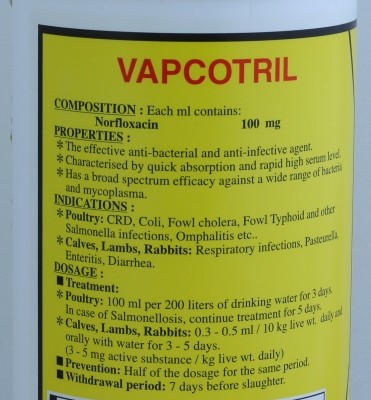 VAPCOTRIL
COMPOSITION : Each ml contains:
Norfloxacin 100 mg
PROPERTIES :
*The effective anti-bacterial and anti-infective agent.
*Characterised by quick absorption and rapid high serum level.
*Has a broad spectrum efficacy against a wide range of bacteria
and mycoplasma.
INDICATIONS :
*Poultry: CRD, Coli, Fowl cholera, Fowl Typhoid and other
Salmonella infections, Omphalitis etc..
*Calves, Lambs, Rabbits: Respiratory infections, Pasteurella,
Enteritis, Diarrhea.
DOSAGE :
■Treatment:
*Poultry: 100 ml per 200 liters of drinking water for 3 days.
In case of Salmonellosis, continue treatment for 5 days.
*Calves, Lambs, Rabbits: 0.3 - 0.5 ml / 10 kg live wt. daily and
orally with water for 3 - 5 days.
(3 - 5 mg active substance / kg live wt. daily)
■Prevention: Half of the dosage for the same period.
■Withdrawal period: 7 days before slaughter.